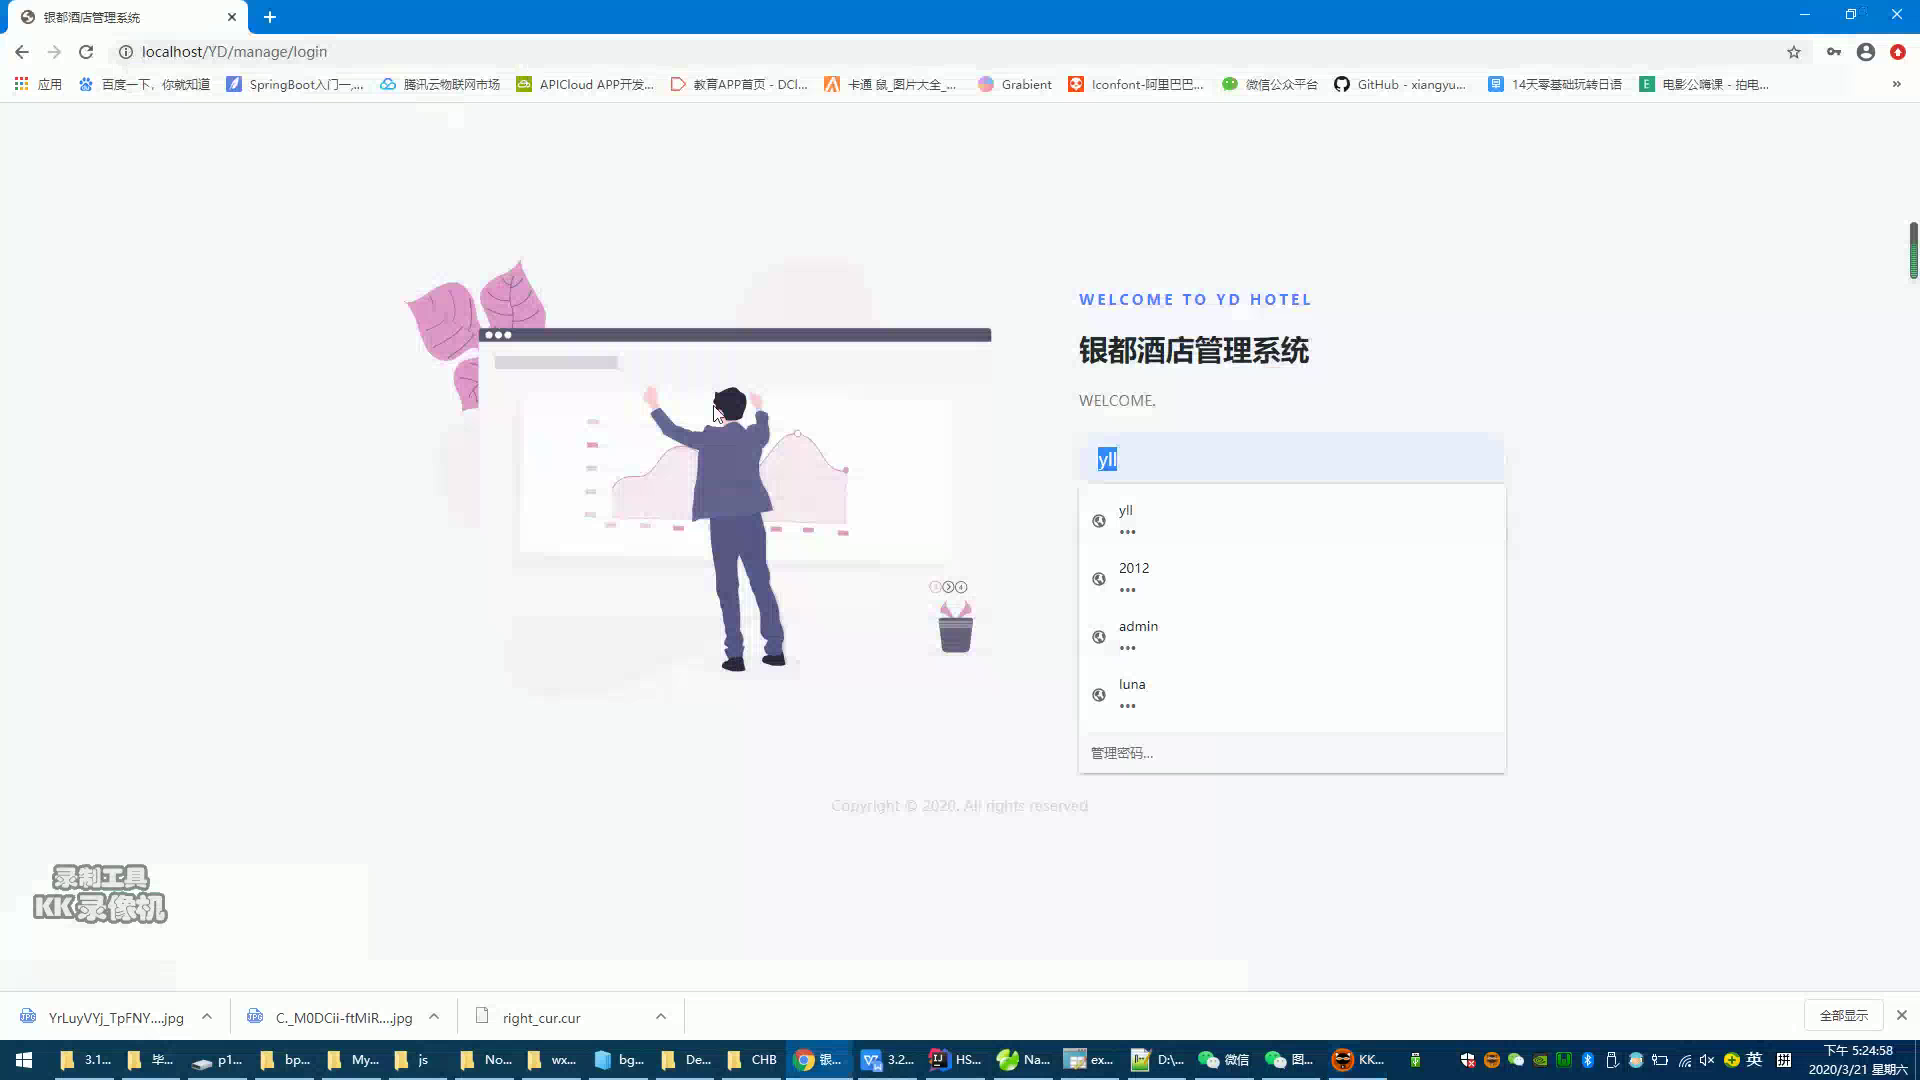 银都酒店管理系统
localhost/YD/manage/login
应用
百度一下，你就知道
SpringBoot入门一,...
腾讯云物联网市场
APICloud APP开发...
教育APP首页 - DCl...
卡通 鼠_图片大全_...
Grabient
Iconfont-阿里巴巴...
微信公众平台
GitHub - xiangyu...
14天零基础玩转日语
电影公嗨课 - 拍电...
»
WELCOME TO YD HOTEL
银都酒店管理系统
WELCOME,
yll
yll
•••
2012
•••
admin
•••
luna
•••
管理密码...
Copyright © 2020. All rights reserved
录制工具
KK录像机
YrLuyVYj_TpFNY....jpg
C._M0DCii-ftMiR....jpg
right_cur.cur
全部显示
3.1...
毕...
p1...
bp...
My...
js
No...
wx...
bg...
De...
CHB
银...
3.2...
HS...
Na...
ex...
D:\...
微信
图...
KK...
英
拼
下午 5:24:58
2020/3/21 星期六